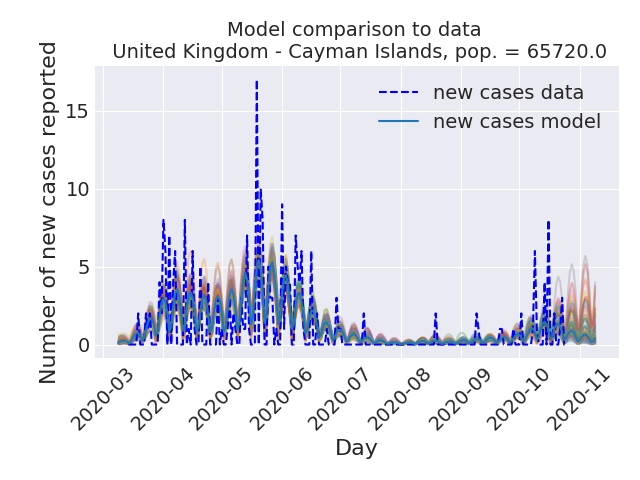 Model comparison to data
United Kingdom - Cayman Islands, pop. = 65720.0
new cases data
new cases model
Number of new cases reported
15
10
5
0
2020-03
2020-04
2020-05
2020-06
2020-07
2020-08
2020-09
2020-10
2020-11
Day